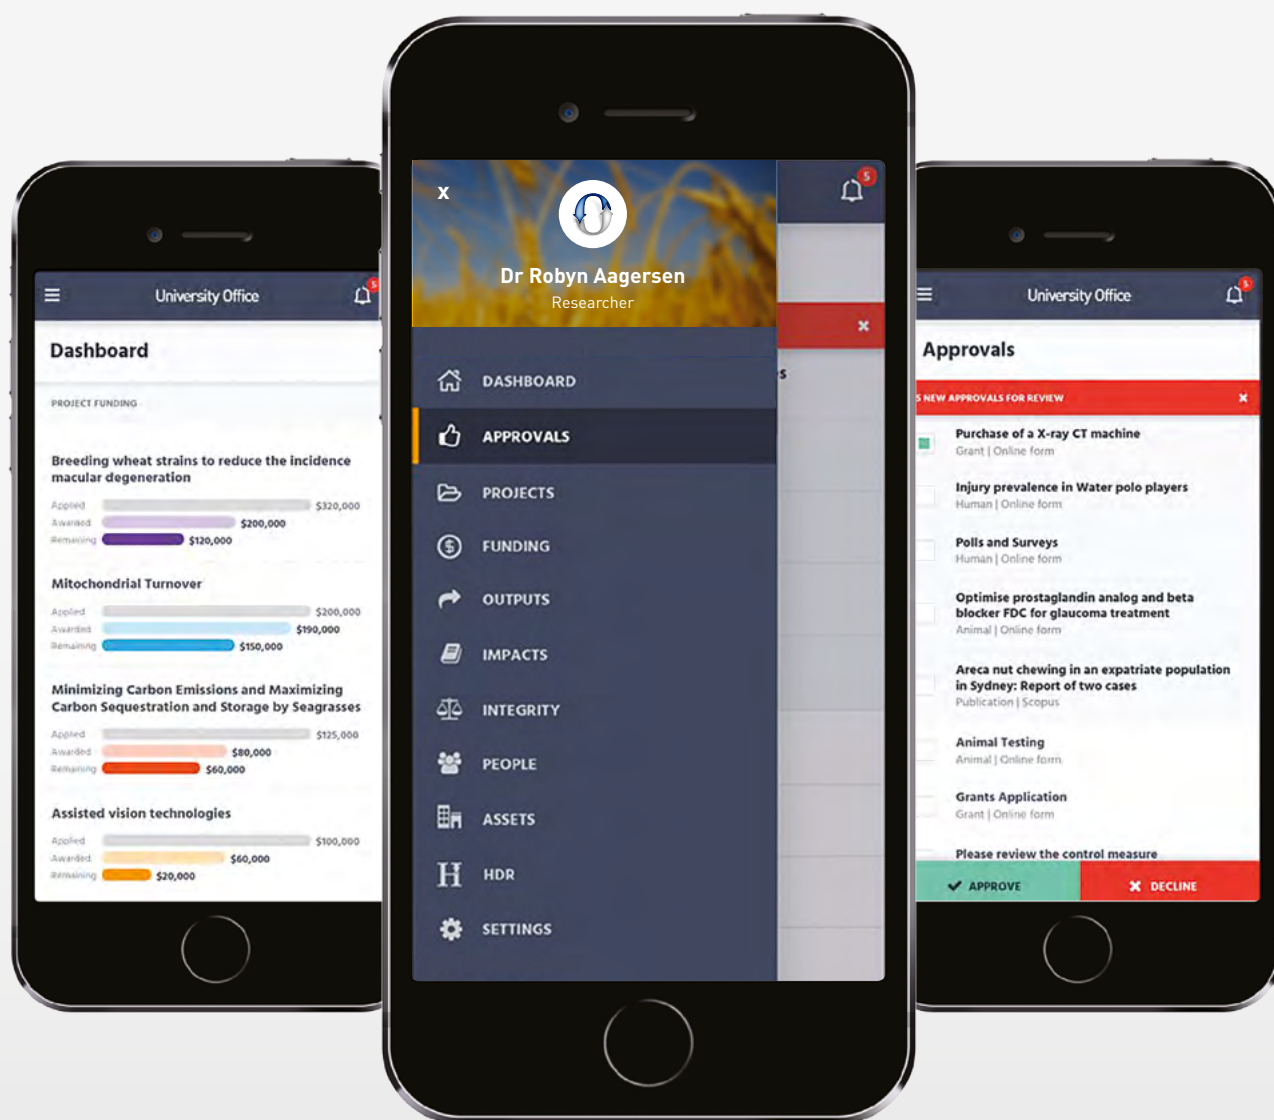 University Office
5
Dashboard
PROJECT FUNDING
Breeding wheat strains to reduce the incidence
macular degeneration
Applied $320,000
Awarded $200,000
Remaining $120,000
Mitochondrial Turnover
Applied $200,000
Awarded $190,000
Remaining $150,000
Minimizing Carbon Emissions and Maximizing
Carbon Sequestration and Storage by Seagrasses
Applied $125,000
Awarded $80,000
Remaining $60,000
Assisted vision technologies
Applied $100,000
Awarded $60,000
Remaining $20,000
X
5
Dr Robyn Aagersen
Researcher
DASHBOARD
APPROVALS
PROJECTS
FUNDING
OUTPUTS
IMPACTS
INTEGRITY
PEOPLE
ASSETS
HDR
SETTINGS
s
University Office
5
Approvals
5 NEW APPROVALS FOR REVIEW
Purchase of a X-ray CT machine
Grant | Online form
Injury prevalence in Water polo players
Human | Online form
Polls and Surveys
Human | Online form
Optimise prostaglandin analog and beta
blocker FDC for glaucoma treatment
Animal | Online form
Areca nut chewing in an expatriate population
in Sydney: Report of two cases
Publication | Scopus
Animal Testing
Animal | Online form
Grants Application
Grant | Online form
Please review the control measure
APPROVE
DECLINE